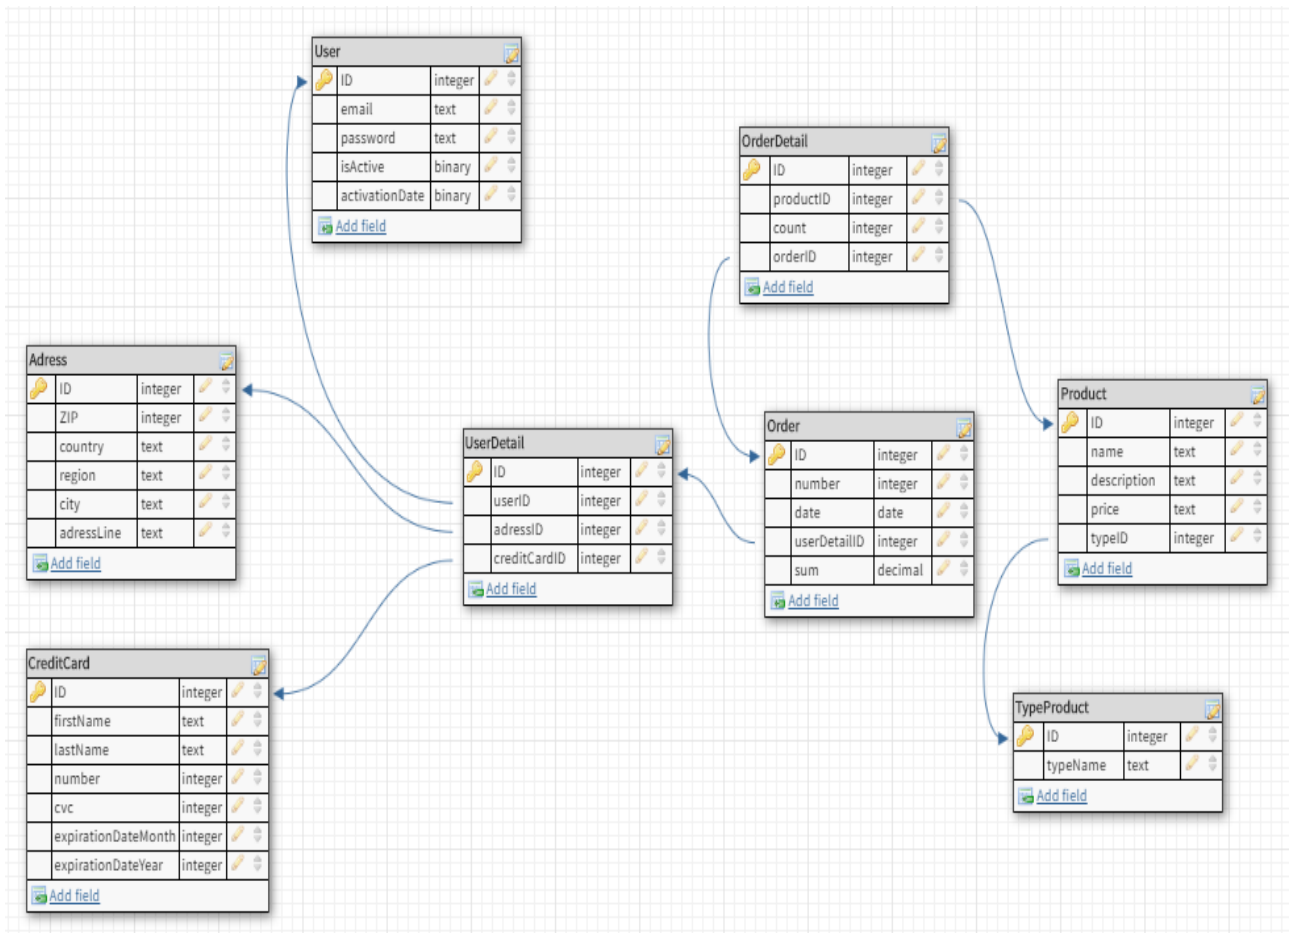 User
ID integer
email text
password text
isActive binary
activationDate binary
Add field
OrderDetail
ID integer
productID integer
count integer
orderID integer
Add field
Adress
ID integer
ZIP integer
country text
region text
city text
adressLine text
Add field
UserDetail
ID integer
userID integer
adressID integer
creditCardID integer
Add field
Order
ID integer
number integer
date date
userDetailID integer
sum decimal
Add field
Product
ID integer
name text
description text
price text
typeID integer
Add field
CreditCard
ID integer
firstName text
lastName text
number integer
cvc integer
expirationDateMonth integer
expirationDateYear integer
Add field
TypeProduct
ID integer
typeName text
Add field